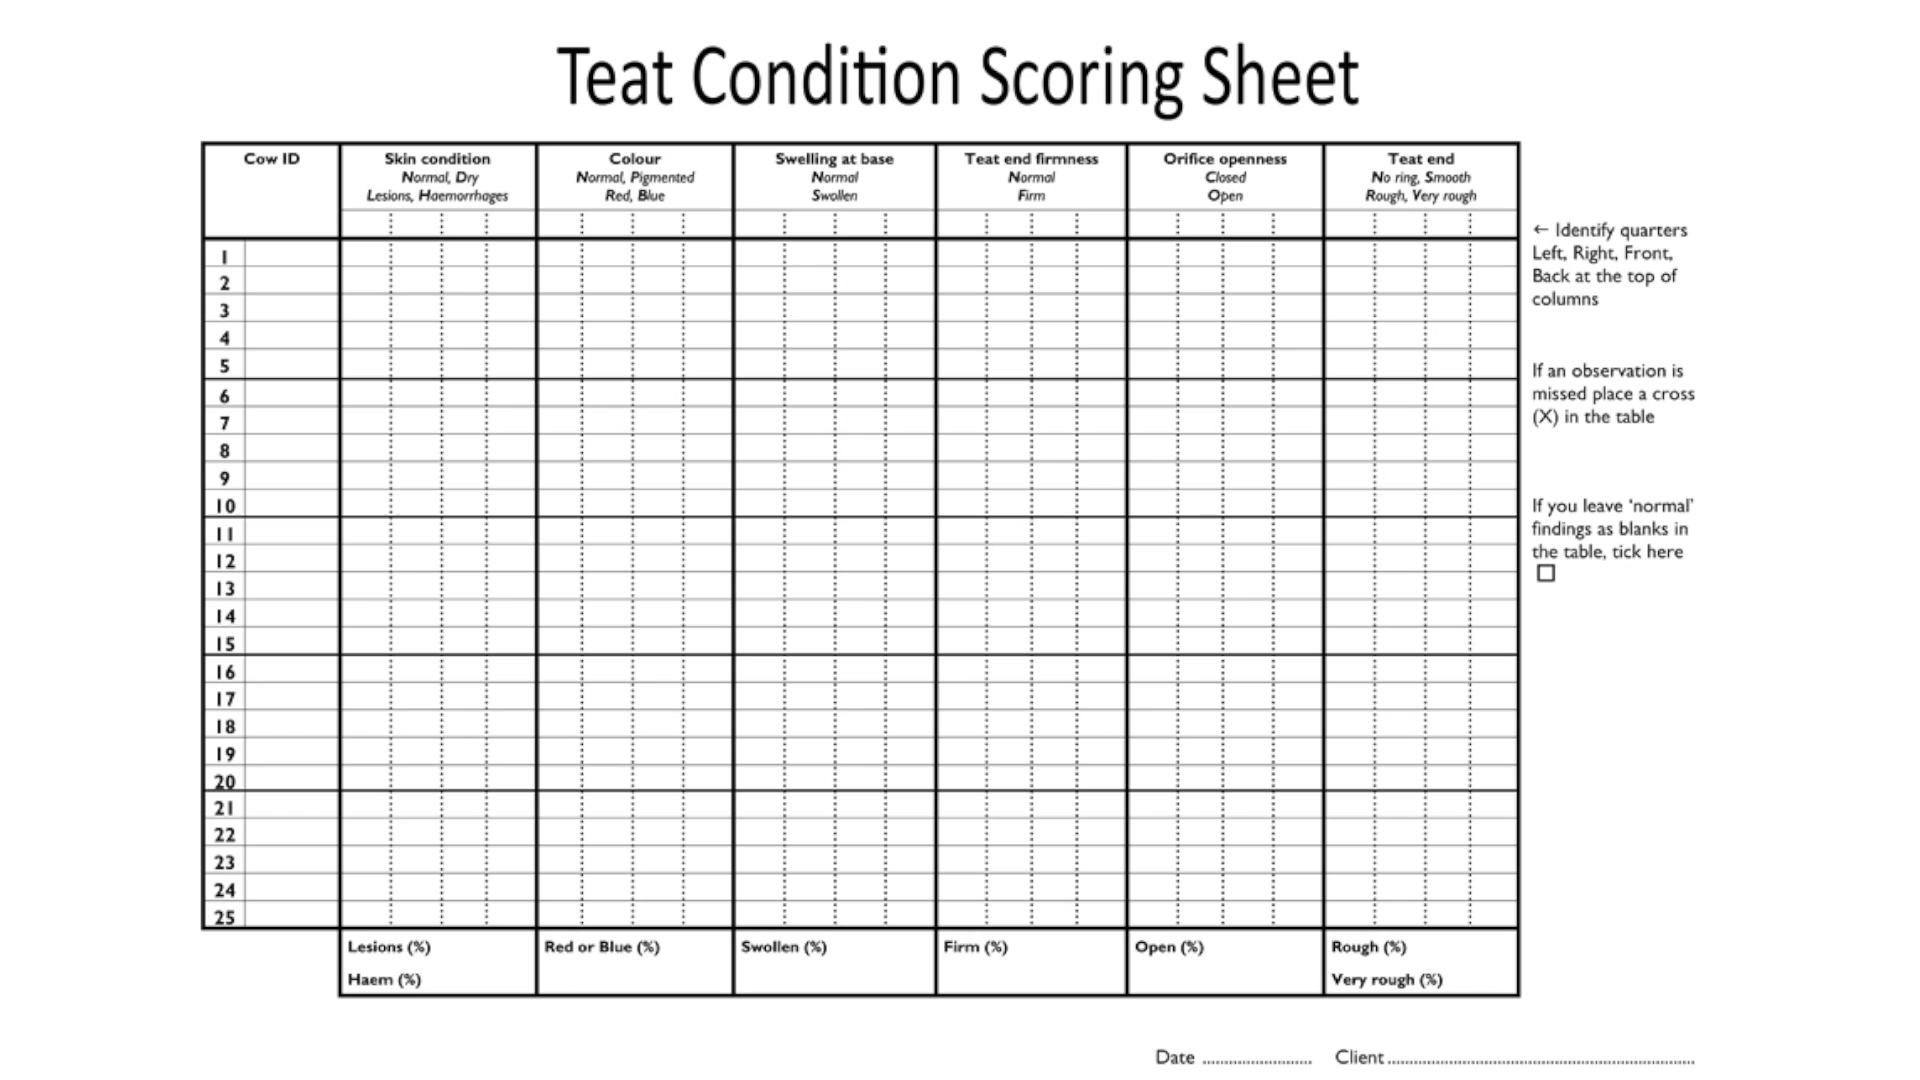 Teat Condition Scoring Sheet
Cow ID
Skin condition
Normal, Dry
Lesions, Haemorrhages
Colour
Normal, Pigmented
Red, Blue
Swelling at base
Normal
Swollen
Teat end firmness
Normal
Firm
Orifice openness
Closed
Open
Teat end
No ring, Smooth
Rough, Very rough
← Identify quarters
Left, Right, Front,
Back at the top of
columns
1
2
3
4
5
If an observation is
missed place a cross
(X) in the table
6
7
8
9
10
If you leave ‘normal’
findings as blanks in
the table, tick here
11
12
13
14
15
16
17
18
19
20
21
22
23
24
25
Lesions (%)
Haem (%)
Red or Blue (%)
Swollen (%)
Firm (%)
Open (%)
Rough (%)
Very rough (%)
Date ........................... Client ...........................................................................